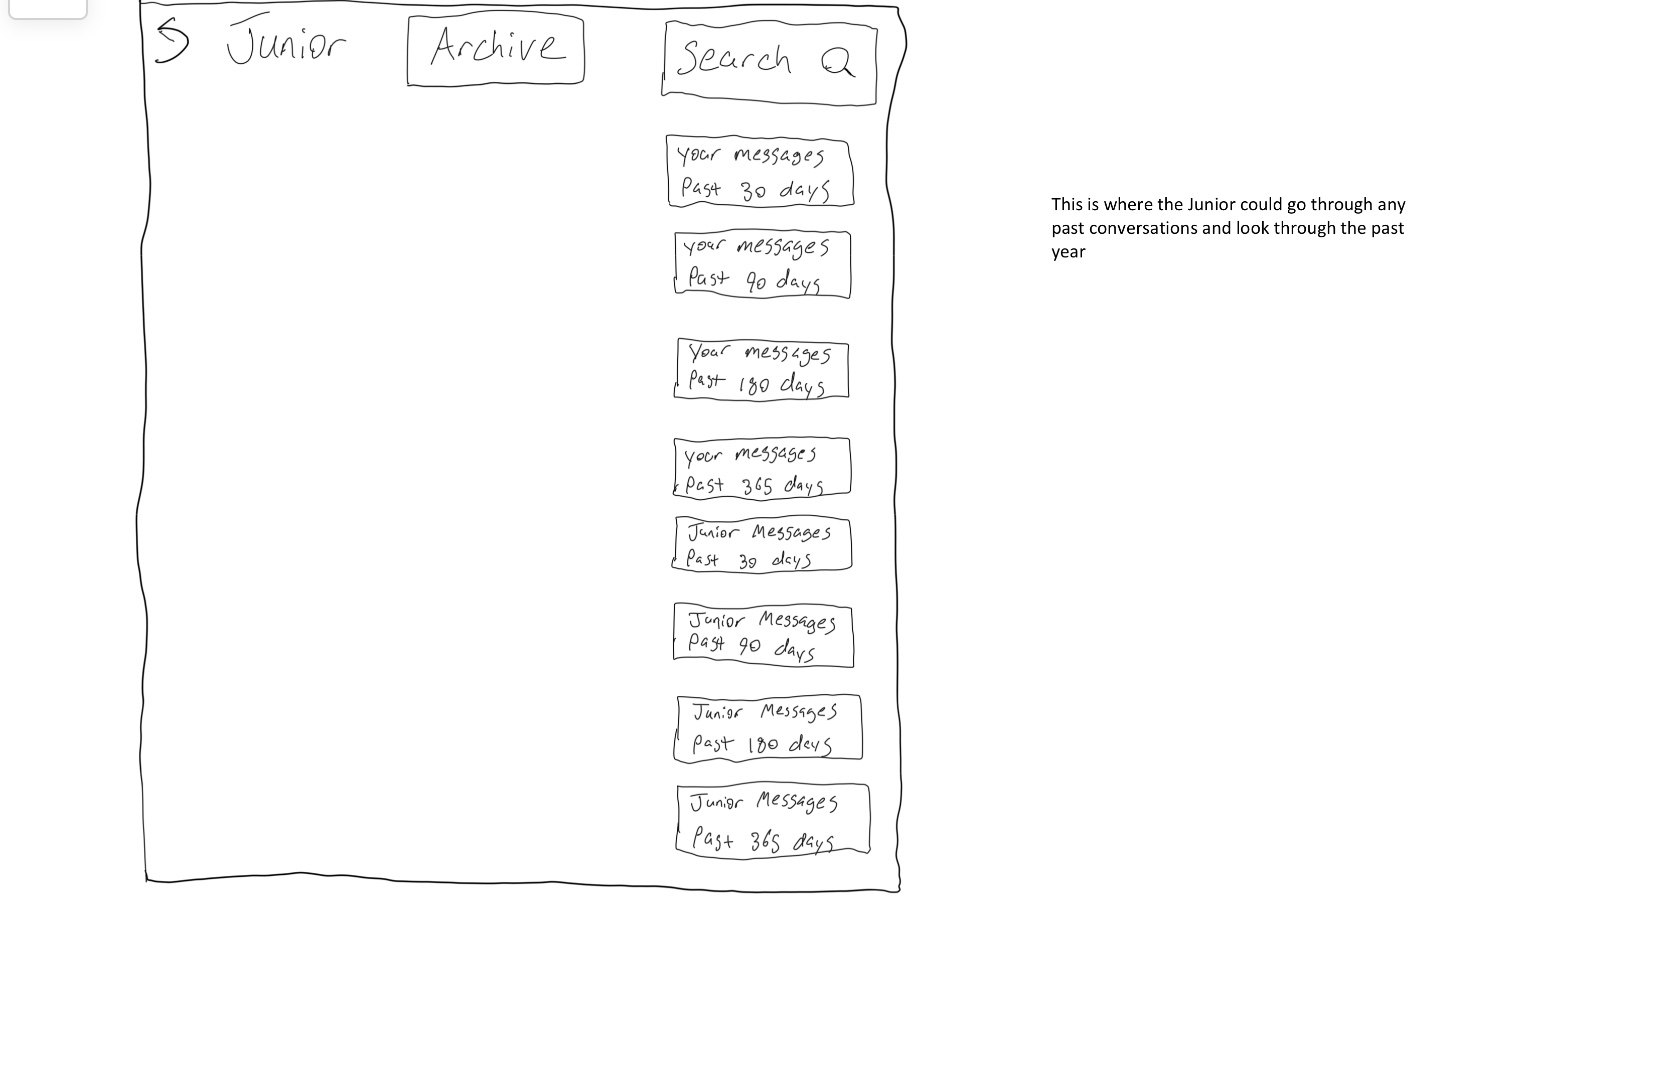 Junior Archive Search
your messages
Past 30 days
your messages
Past 90 days
Your messages
Past 180 days
your messages
Past 365 days
Junior Messages
Past 30 days
Junior Messages
Past 90 days
Junior Messages
Past 180 days
Junior Messages
Past 365 days
This is where the Junior could go through any
past conversations and look through the past
year